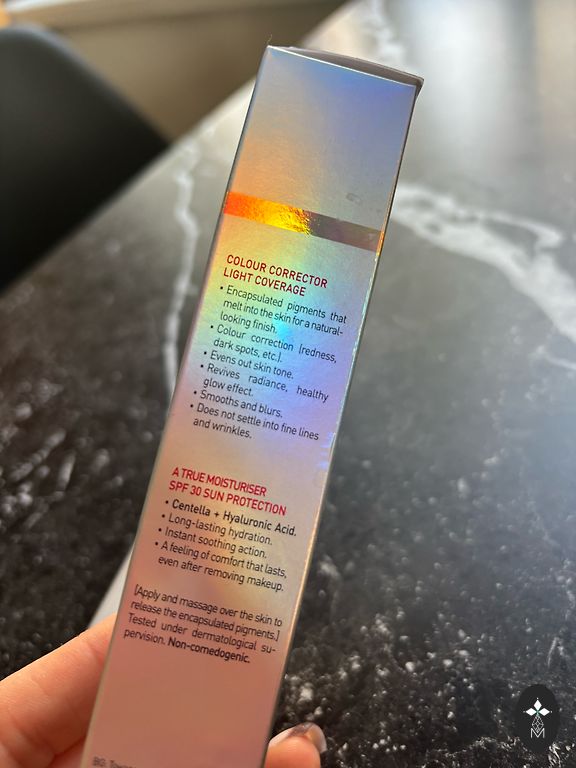 COLOUR CORRECTOR
LIGHT COVERAGE
• Encapsulated pigments that
melt into the skin for a natural-
looking finish.
• Colour correction (redness,
dark spots, etc.).
• Evens out skin tone.
• Revives radiance, healthy
glow effect.
• Smooths and blurs.
• Does not settle into fine lines
and wrinkles.
A TRUE MOISTURISER
SPF 30 SUN PROTECTION
• Centella + Hyaluronic Acid.
• Long-lasting hydration.
• Instant soothing action.
• A feeling of comfort that lasts,
even after removing makeup.
[Apply and massage over the skin to
release the encapsulated pigments.]
Tested under dermatological su-
pervision. Non-comedogenic.
BG: